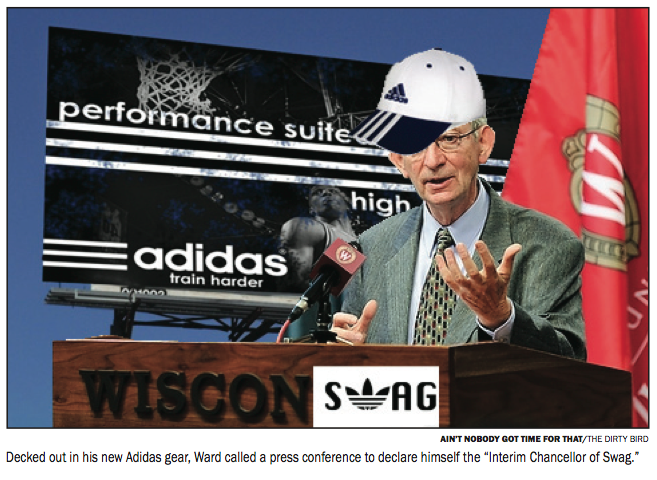 adidas
performance suite
high
adidas
train harder
W
WISCON
SWAG
AIN'T NOBODY GOT TIME FOR THAT/THE DIRTY BIRD
Decked out in his new Adidas gear, Ward called a press conference to declare himself the “Interim Chancellor of Swag.”